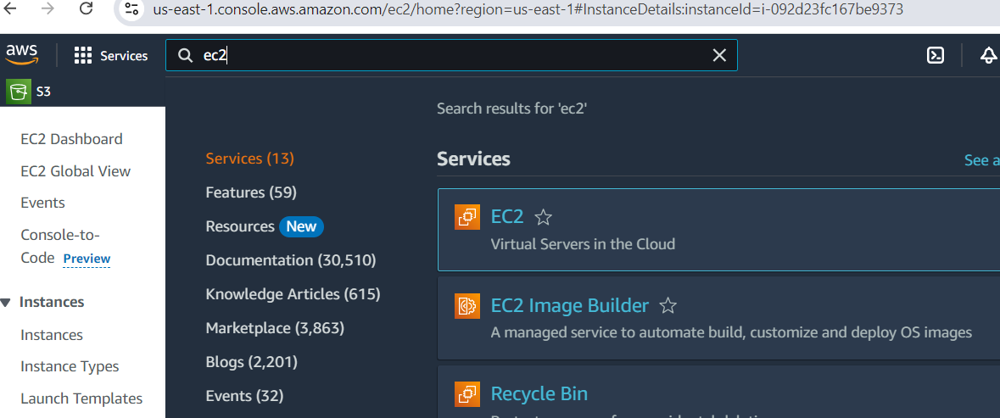 us-east-1.console.aws.amazon.com/ec2/home?region=us-east-1#InstanceDetails:instanceId=i-092d23fc167be9373
aws
Services
ec2
S3
EC2 Dashboard
EC2 Global View
Events
Console-to-
Code Preview
Instances
Instances
Instance Types
Launch Templates
Services (13)
Features (59)
Resources New
Documentation (30,510)
Knowledge Articles (615)
Marketplace (3,863)
Blogs (2,201)
Events (32)
Search results for 'ec2'
Services
See a
EC2
Virtual Servers in the Cloud
EC2 Image Builder
A managed service to automate build, customize and deploy OS images
Recycle Bin